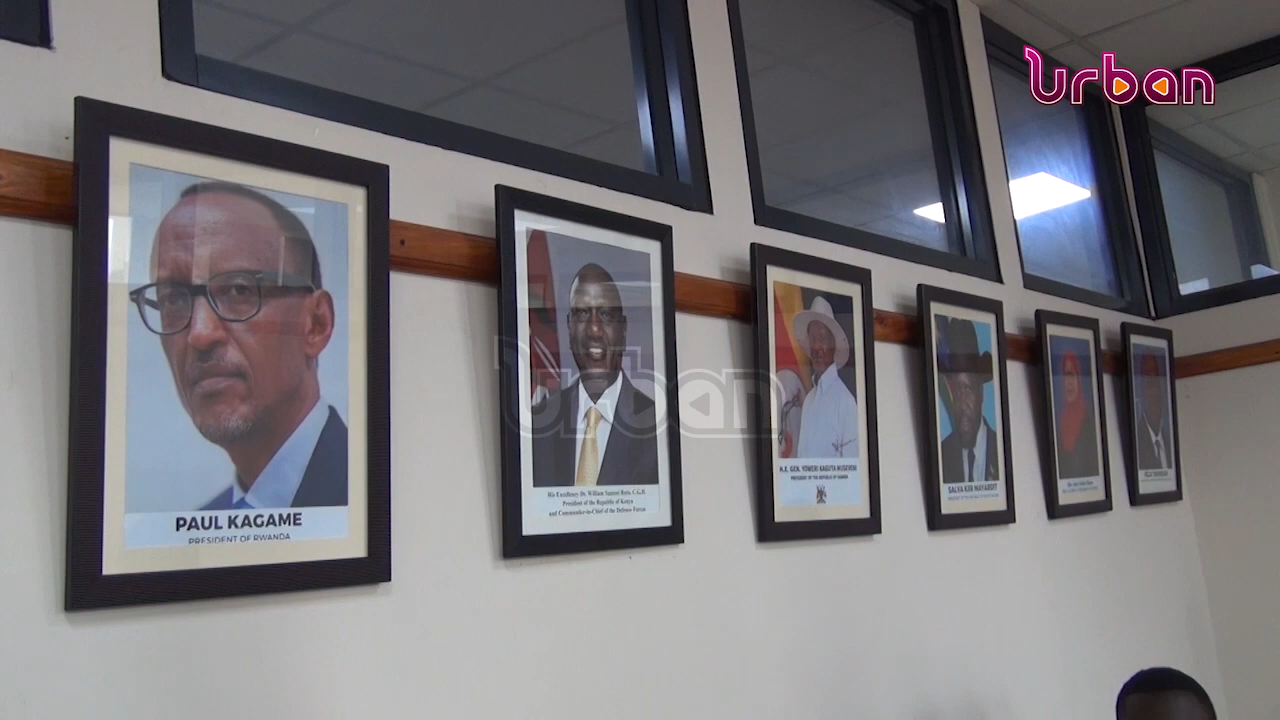 Urban
PAUL KAGAME
PRESIDENT OF RWANDA
His Excellency Dr. William Samoei Ruto, C.G.H.
President of the Republic of Kenya
and Commander-in-Chief of the Defence Forces
H.E. GEN. YOWERI KAGUTA MUSEVENI
PRESIDENT OF THE REPUBLIC OF UGANDA
SALVA KIIR MAYARDIT
Urban